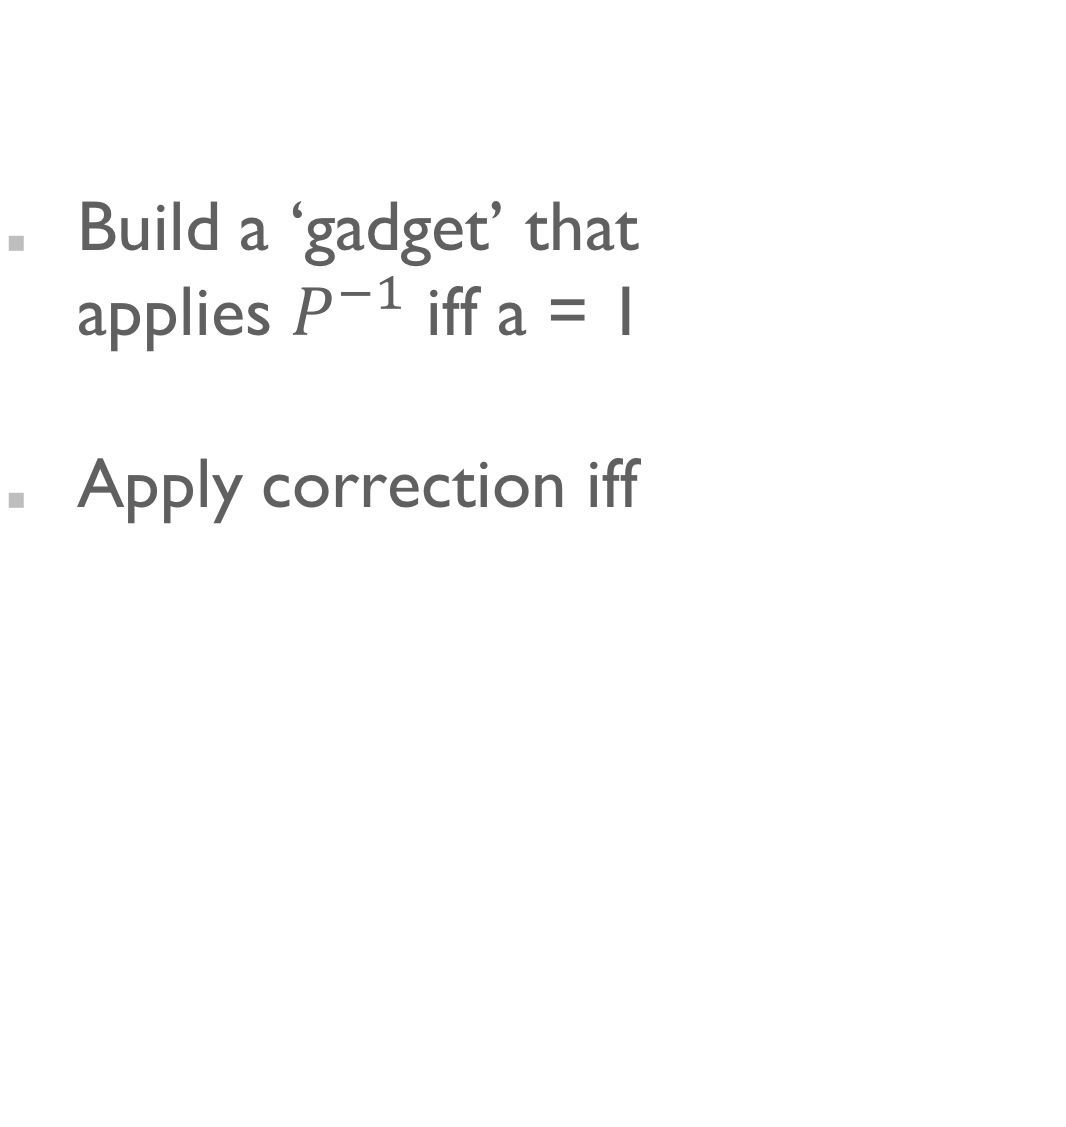 ▪ Build a ‘gadget’ that
applies 𝑃⁻¹ iff a = 1
▪ Apply correction iff